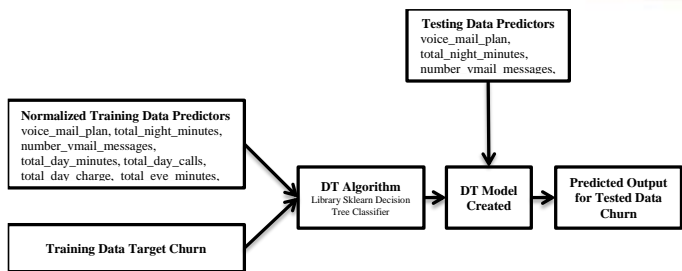 Testing Data Predictors
voice_mail_plan,
total_night_minutes,
number_vmail_messages,
Normalized Training Data Predictors
voice_mail_plan, total_night_minutes,
number_vmail_messages,
total_day_minutes, total_day_calls,
total_day_charge, total_eve_minutes,
DT Algorithm
Library Sklearn Decision
Tree Classifier
DT Model
Created
Predicted Output
for Tested Data
Churn
Training Data Target Churn